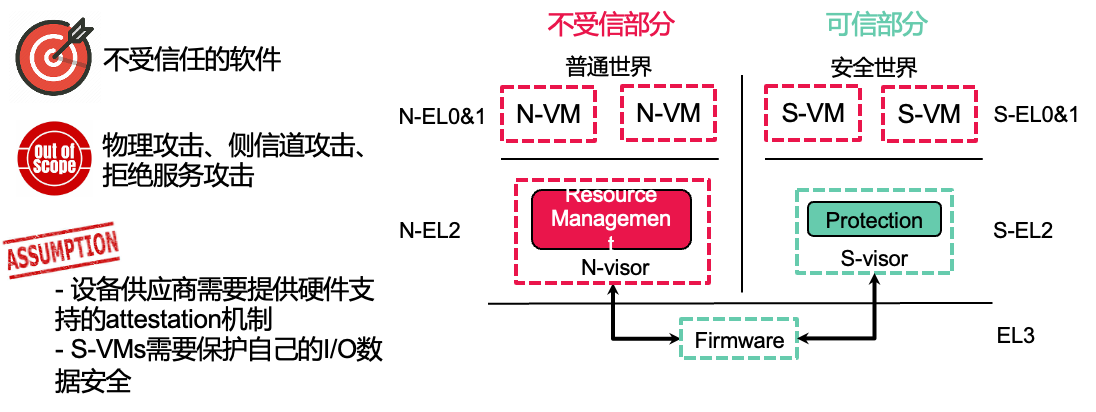 不受信任的软件
out of
scope
物理攻击、侧信道攻击、
拒绝服务攻击
ASSUMPTION
- 设备供应商需要提供硬件支
持的attestation机制
- S-VMs需要保护自己的I/O数
据安全
不受信部分
可信部分
普通世界
安全世界
N-EL0&1
N-VM
N-VM
S-VM
S-VM
S-EL0&1
N-EL2
Resource
Managemen
t
N-visor
Protection
S-visor
S-EL2
Firmware
EL3